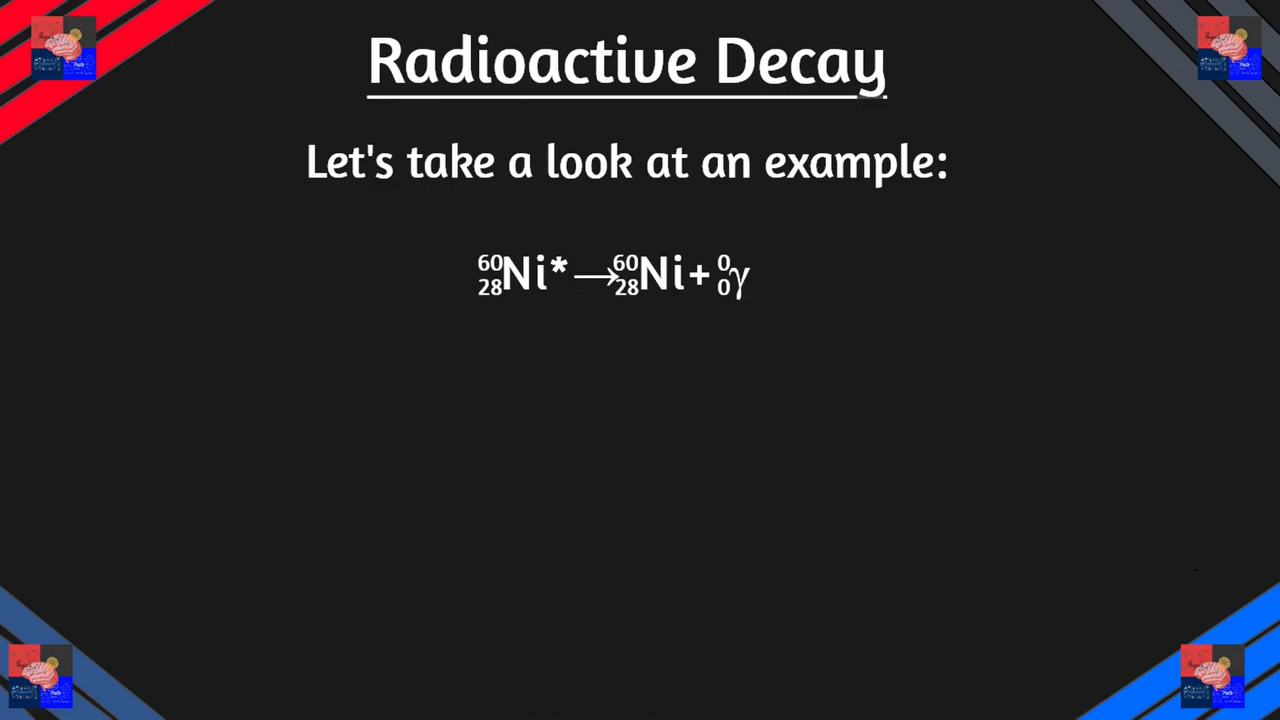 Radioactive Decay
Let's take a look at an example:
⁶⁰₂₈Ni* ⟶ ⁶⁰₂₈Ni + ⁰₀γ